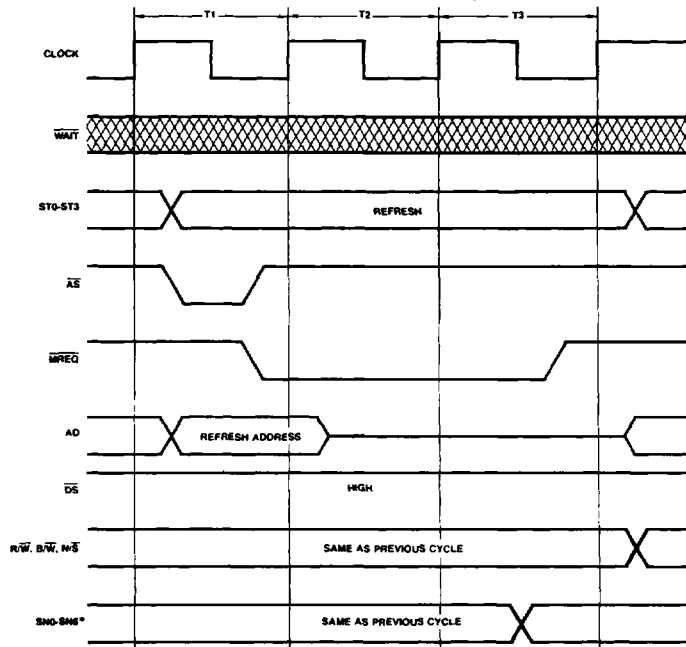 T1 T2 T3
CLOCK
WAIT
ST0-ST3 REFRESH
AS
MREQ
AD REFRESH ADDRESS
DS HIGH
R/W, B/W, N/S SAME AS PREVIOUS CYCLE
SN0-SN6* SAME AS PREVIOUS CYCLE